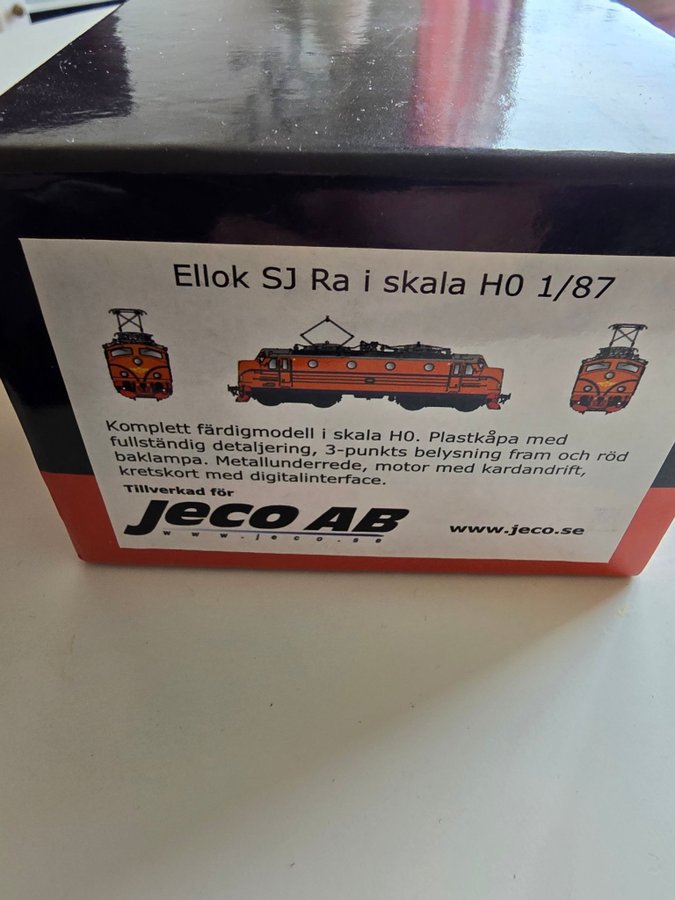 Ellok SJ Ra i skala H0 1/87
Komplett färdigmodell i skala H0. Plastkåpa med
fullständig detaljering, 3-punkts belysning fram och röd
baklampa. Metallunderrede, motor med kardandrift,
kretskort med digitalinterface.
Tillverkad för
Jeco AB
www.jeco.se
www.jeco.se